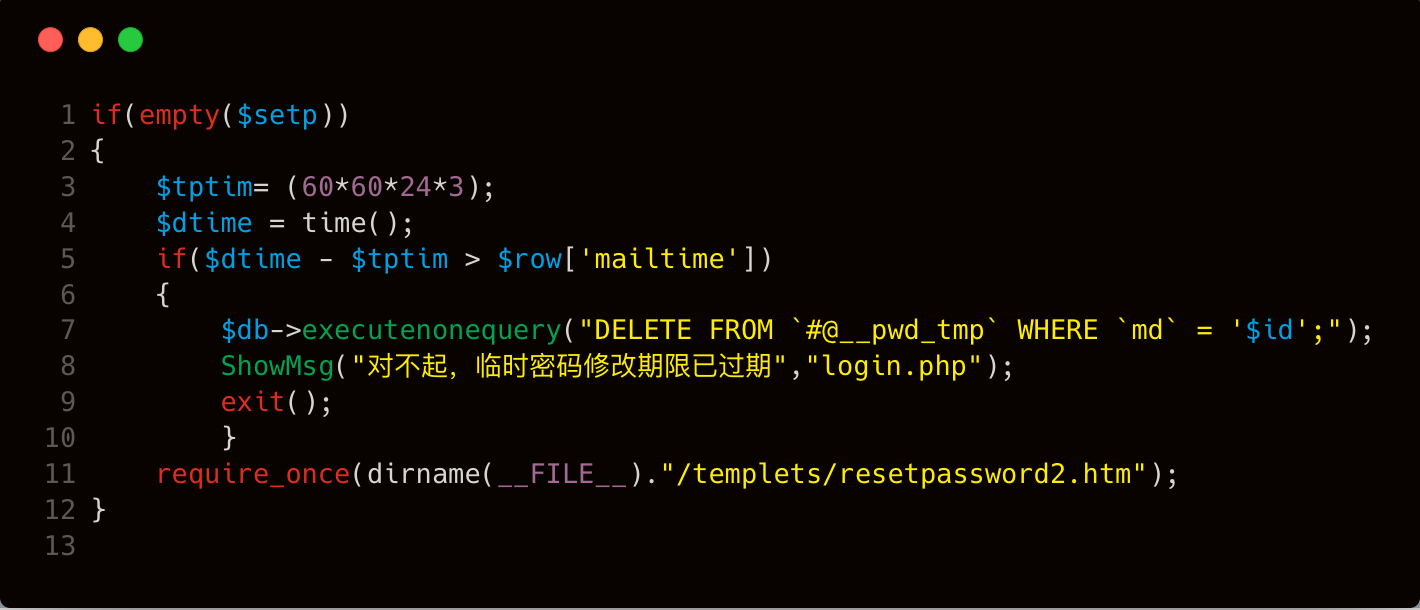 1 if(empty($setp))
2 {
3     $tptim= (60*60*24*3);
4     $dtime = time();
5     if($dtime - $tptim > $row['mailtime'])
6     {
7         $db->executenonequery("DELETE FROM `#@__pwd_tmp` WHERE `md` = '$id';");
8         ShowMsg("对不起，临时密码修改期限已过期","login.php");
9         exit();
10         }
11     require_once(dirname(__FILE__)."/templets/resetpassword2.htm");
12 }
13